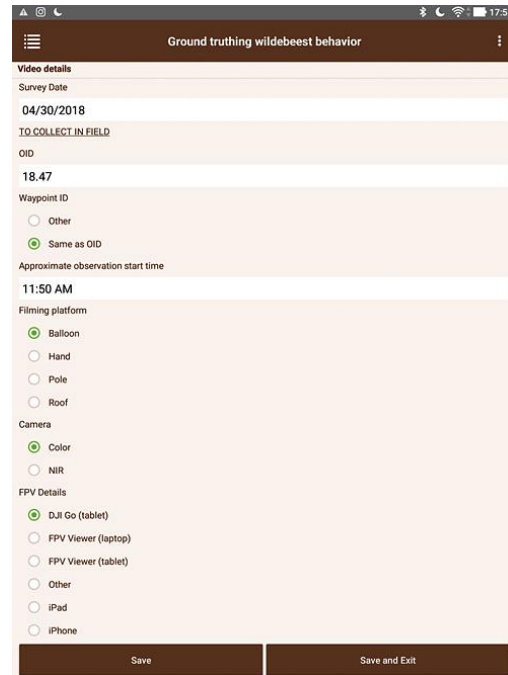 17:5
Ground truthing wildebeest behavior
Video details
Survey Date
04/30/2018
TO COLLECT IN FIELD
OID
18.47
Waypoint ID
Other
Same as OID
Approximate observation start time
11:50 AM
Filming platform
Balloon
Hand
Pole
Roof
Camera
Color
NIR
FPV Details
DJI Go (tablet)
FPV Viewer (laptop)
FPV Viewer (tablet)
Other
iPad
iPhone
Save
Save and Exit